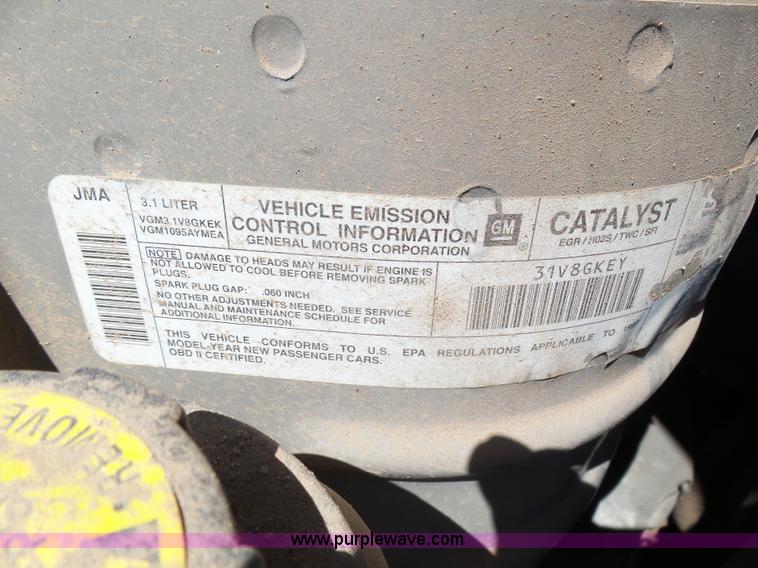 JMA
3.1 LITER
VGM3.1V8GKEK
VGM1095AYMEA
VEHICLE EMISSION
CONTROL INFORMATION
GENERAL MOTORS CORPORATION
GM
CATALYST
EGR / HO2S / TWC / SFI
NOTE DAMAGE TO HEADS MAY RESULT IF ENGINE IS
NOT ALLOWED TO COOL BEFORE REMOVING SPARK
PLUGS.
SPARK PLUG GAP: .060 INCH
NO OTHER ADJUSTMENTS NEEDED. SEE SERVICE
MANUAL AND MAINTENANCE SCHEDULE FOR
ADDITIONAL INFORMATION.
31V8GKEY
THIS VEHICLE CONFORMS TO U.S. EPA REGULATIONS APPLICABLE TO
MODEL-YEAR NEW PASSENGER CARS.
OBD II CERTIFIED.
REMOVE
www.purplewave.com